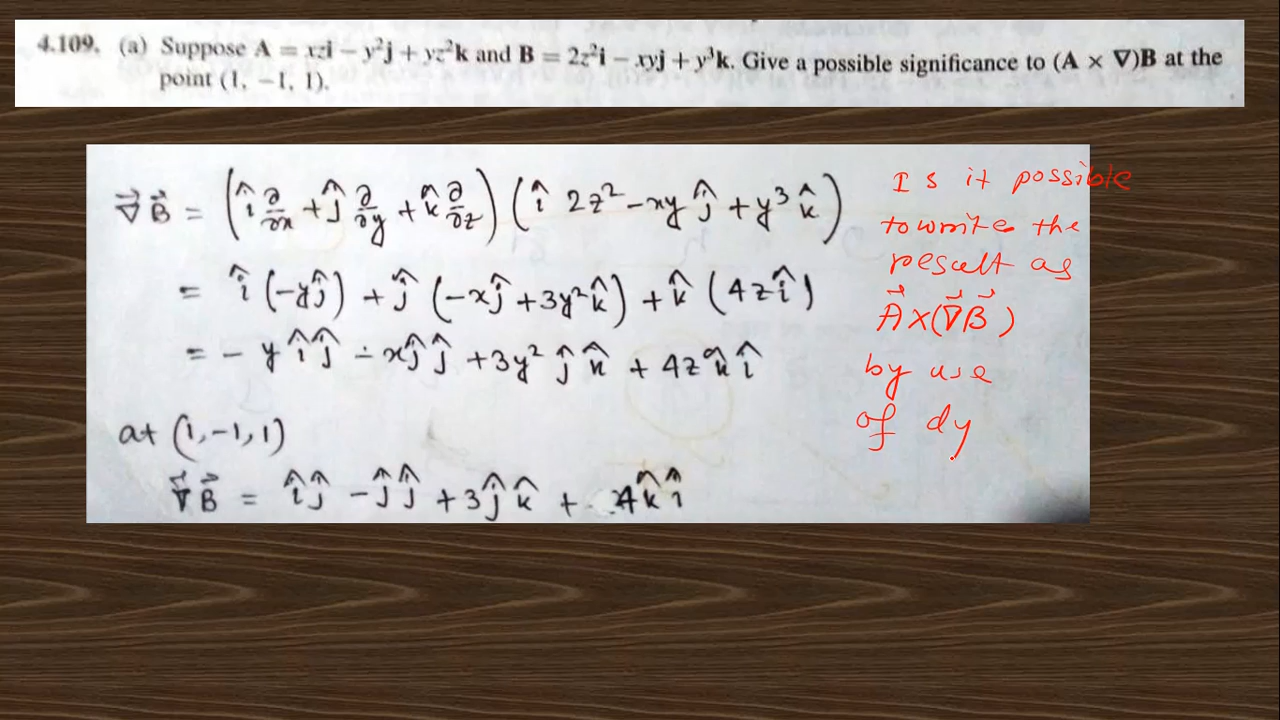 4.109. (a) Suppose A = xzi − y²j + yz²k and B = 2z²i − xyj + y³k. Give a possible significance to (A × ∇)B at the
point (1, −1, 1).
∇⃗ B⃗ = (î ∂/∂x + ĵ ∂/∂y + k̂ ∂/∂z) (î 2z² − xy ĵ + y³ k̂)
= î (−yĵ) + ĵ (−xĵ + 3y² k̂) + k̂ (4z î)
= − y î ĵ − x ĵ ĵ + 3y² ĵ k̂ + 4z k̂ î
at (1, −1, 1)
∇⃗ B⃗ = î ĵ − ĵ ĵ + 3 ĵ k̂ + 4 k̂ î
Is it possible
to write the
result as
A⃗ × (∇⃗ B⃗)
by use
of dy